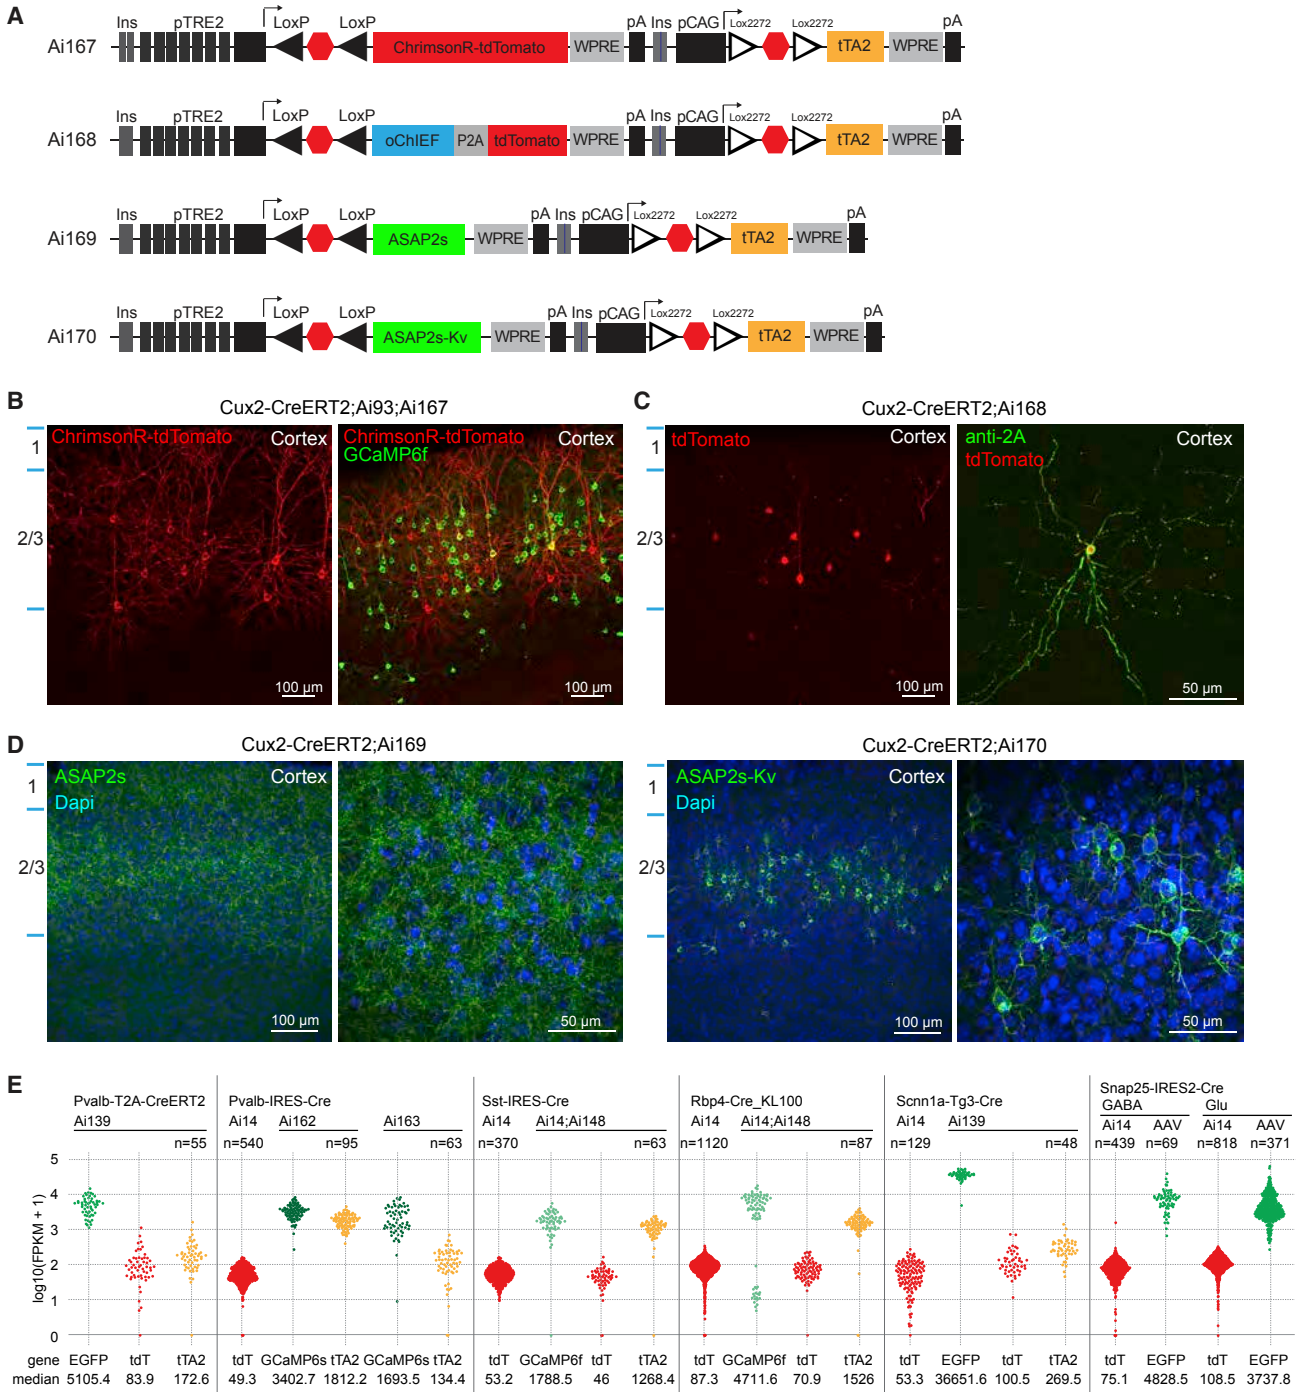 A
Ins pTRE2 LoxP LoxP pA Ins pCAG Lox2272 Lox2272 pA
Ai167 ChrimsonR-tdTomato WPRE tTA2 WPRE
Ins pTRE2 LoxP LoxP pA Ins pCAG Lox2272 Lox2272 pA
Ai168 oChIEF P2A tdTomato WPRE tTA2 WPRE
Ins pTRE2 LoxP LoxP pA Ins pCAG Lox2272 Lox2272 pA
Ai169 ASAP2s WPRE tTA2 WPRE
Ins pTRE2 LoxP LoxP pA Ins pCAG Lox2272 Lox2272 pA
Ai170 ASAP2s-Kv WPRE tTA2 WPRE
B
Cux2-CreERT2;Ai93;Ai167
1
2/3
ChrimsonR-tdTomato Cortex
100 µm
ChrimsonR-tdTomato Cortex
GCaMP6f
100 µm
C
Cux2-CreERT2;Ai168
1
2/3
tdTomato Cortex
100 µm
anti-2A Cortex
tdTomato
50 µm
D
Cux2-CreERT2;Ai169
1
2/3
ASAP2s Cortex
Dapi
100 µm
50 µm
Cux2-CreERT2;Ai170
1
2/3
ASAP2s-Kv Cortex
Dapi
100 µm
50 µm
E
Pvalb-T2A-CreERT2 Pvalb-IRES-Cre Sst-IRES-Cre Rbp4-Cre_KL100 Scnn1a-Tg3-Cre Snap25-IRES2-Cre
GABA Glu
Ai139 Ai14 Ai162 Ai163 Ai14 Ai14;Ai148 Ai14 Ai14;Ai148 Ai14 Ai139 Ai14 AAV Ai14 AAV
n=55 n=540 n=95 n=63 n=370 n=63 n=1120 n=87 n=129 n=48 n=439 n=69 n=818 n=371
log10(FPKM + 1)
5
4
3
2
1
0
gene EGFP tdT tTA2 tdT GCaMP6s tTA2 GCaMP6s tTA2 tdT GCaMP6f tdT tTA2 tdT GCaMP6f tdT tTA2 tdT EGFP tdT tTA2 tdT EGFP tdT EGFP
median 5105.4 83.9 172.6 49.3 3402.7 1812.2 1693.5 134.4 53.2 1788.5 46 1268.4 87.3 4711.6 70.9 1526 53.3 36651.6 100.5 269.5 75.1 4828.5 108.5 3737.8